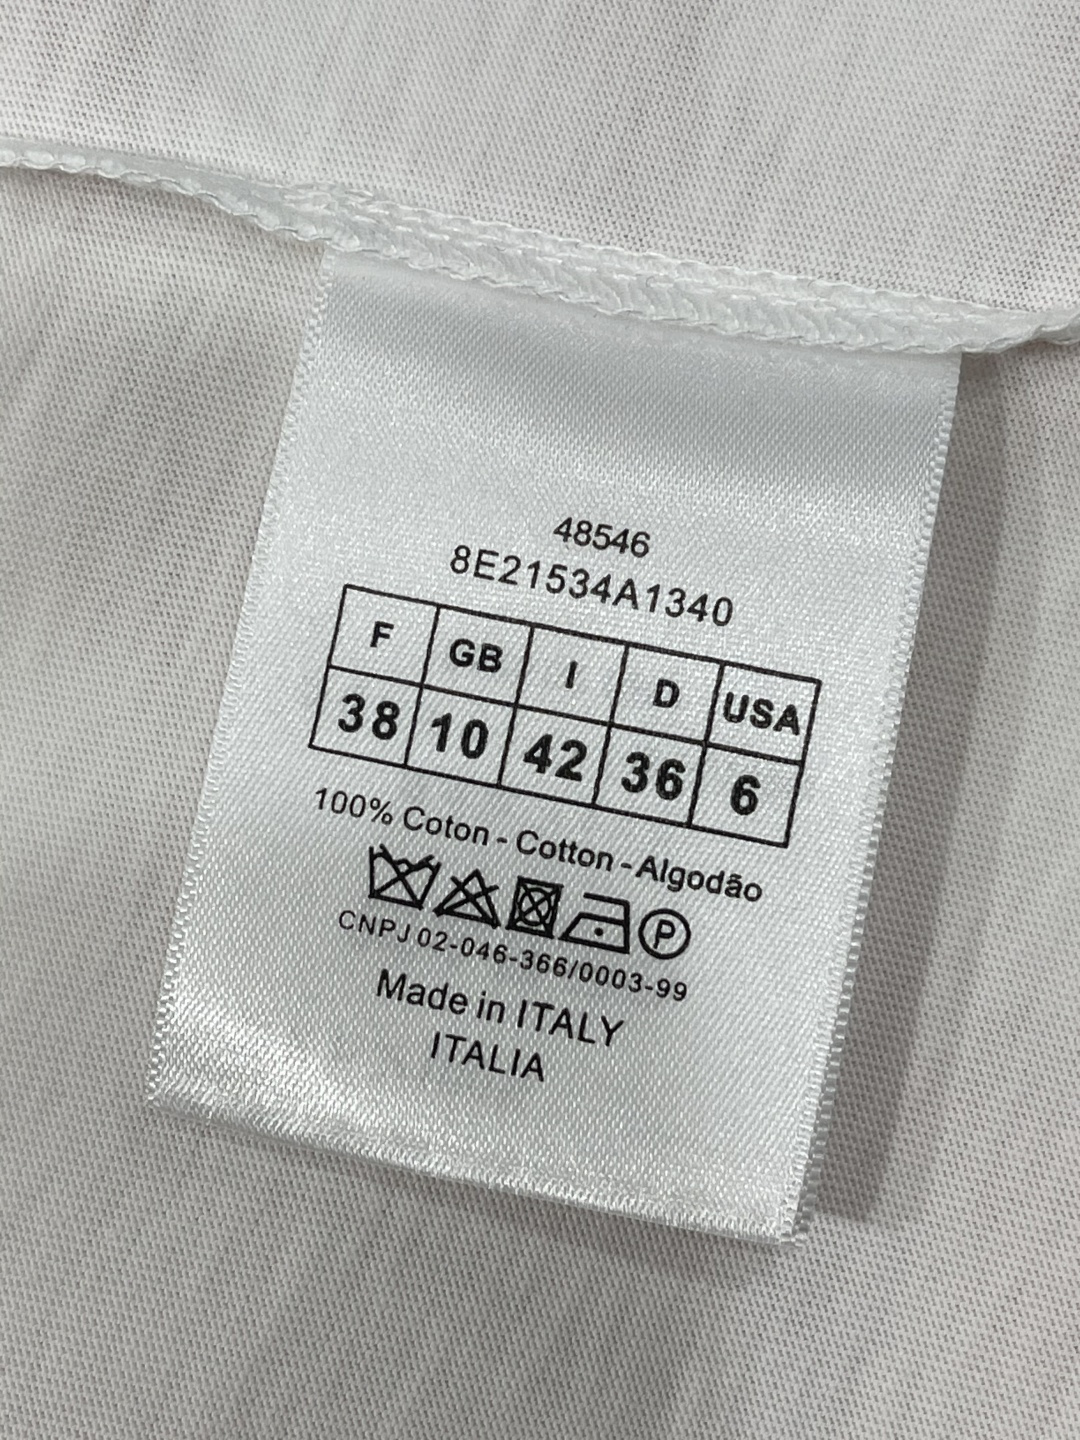 48546
8E21534A1340
F GB I D USA
38 10 42 36 6
100% Coton - Cotton - Algodão
P
CNPJ 02-046-366/0003-99
Made in ITALY
ITALIA